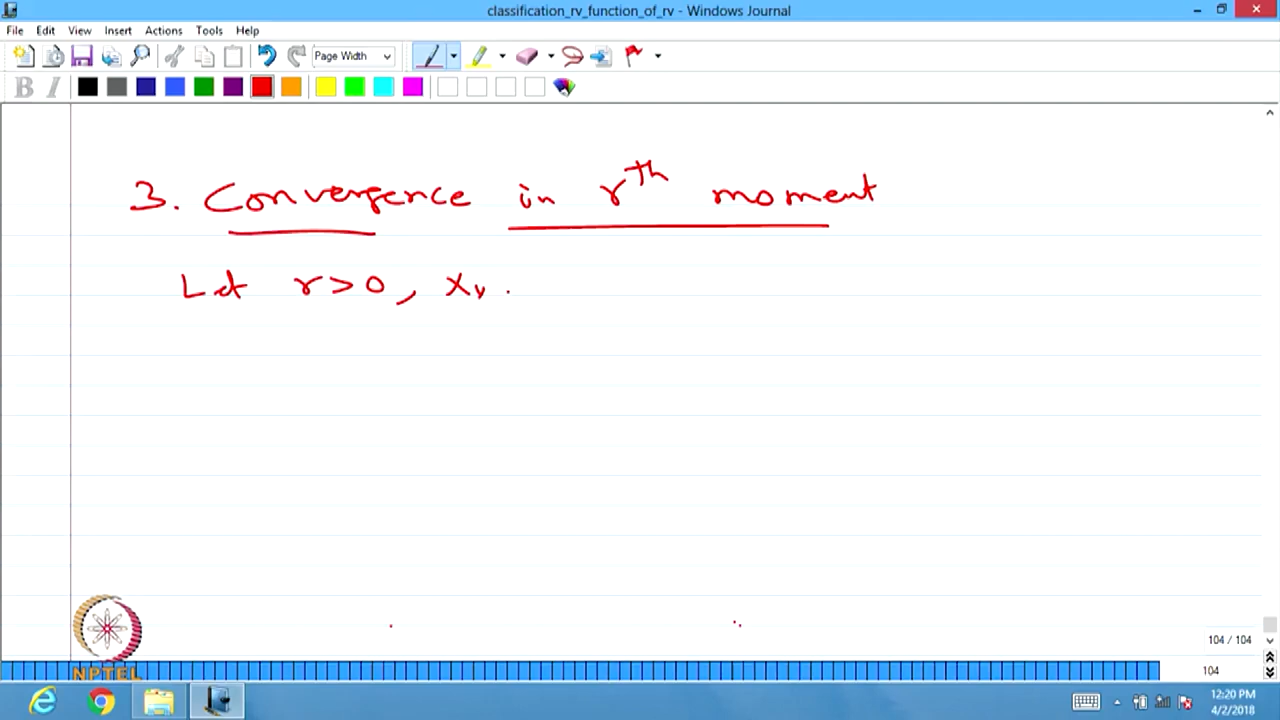 classification_rv_function_of_rv - Windows Journal
File Edit View Insert Actions Tools Help
Page Width
B I
3. Convergence in r^th moment
Let r>0,
104 / 104
104
NPTEL
12:20 PM
4/2/2018